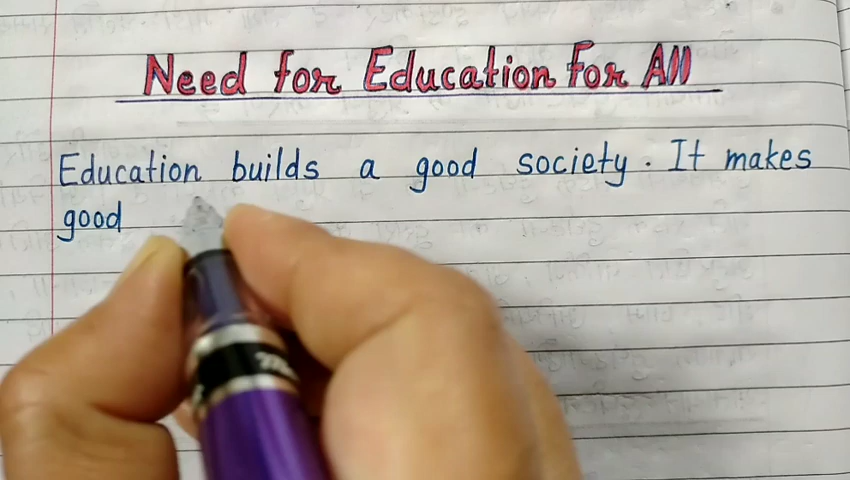 Need for Education For All
Education builds a good society. It makes
good